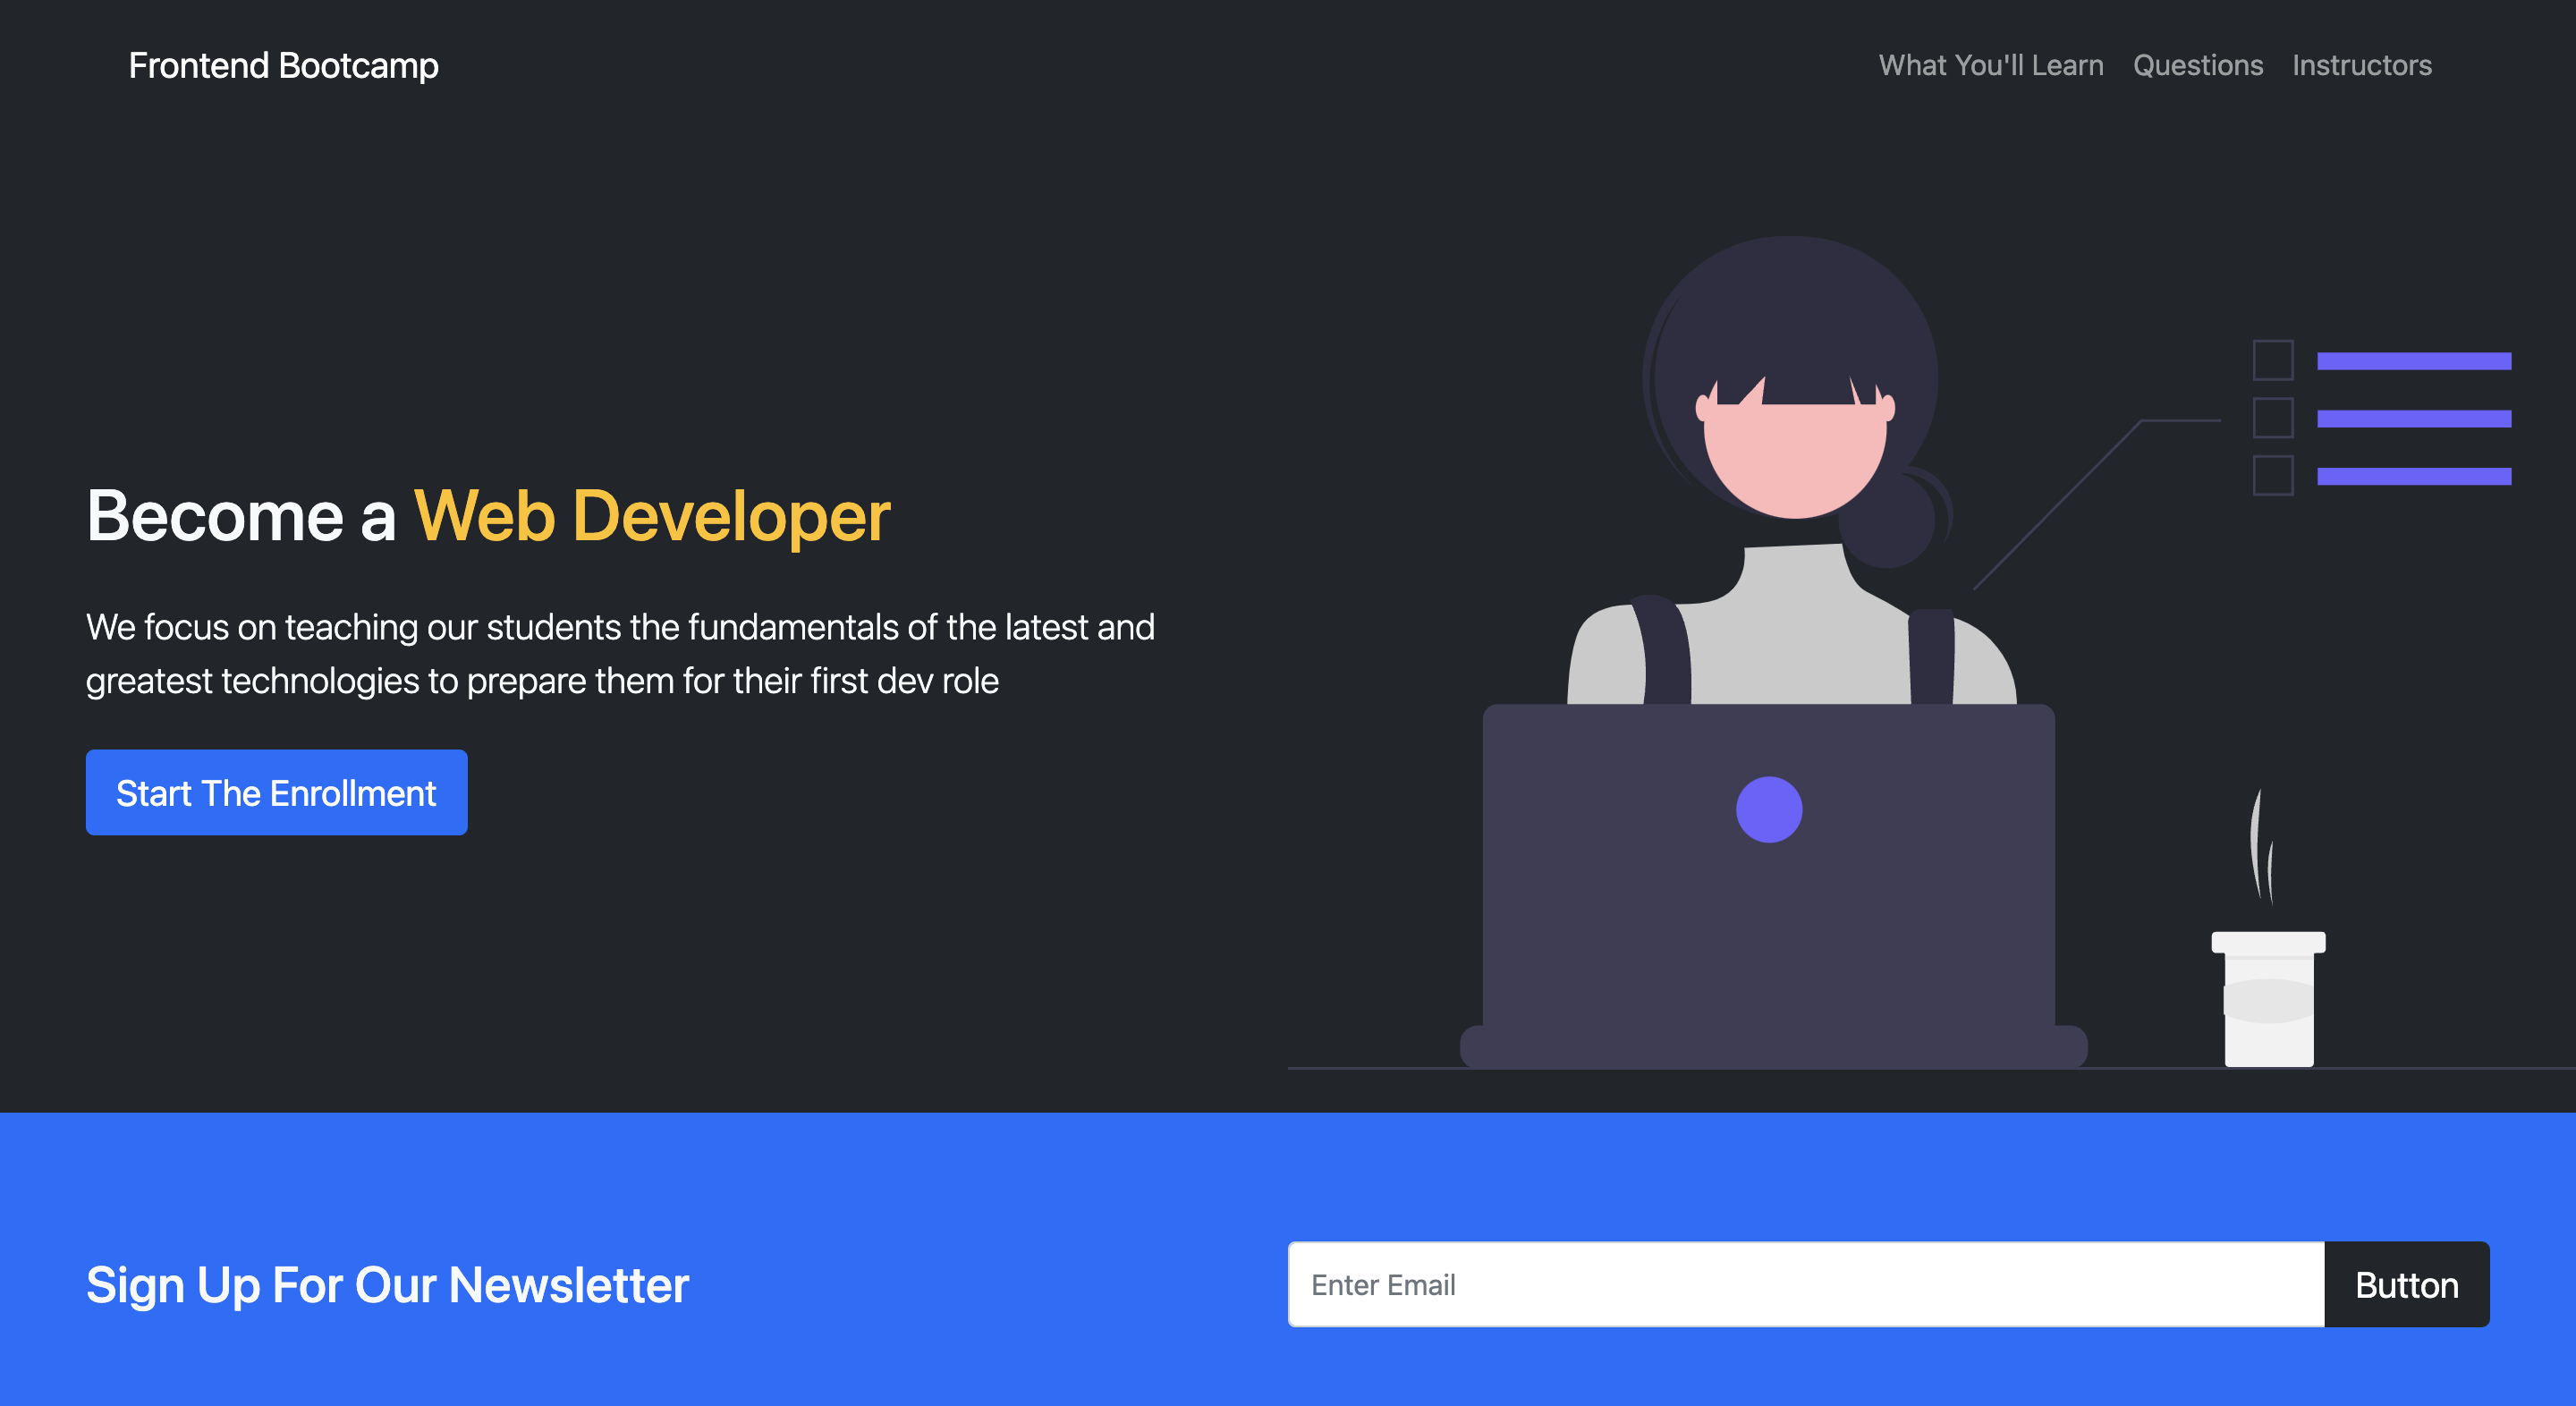 Frontend Bootcamp
What You'll Learn Questions Instructors
Become a Web Developer
We focus on teaching our students the fundamentals of the latest and
greatest technologies to prepare them for their first dev role
Start The Enrollment
Sign Up For Our Newsletter
Enter Email
Button